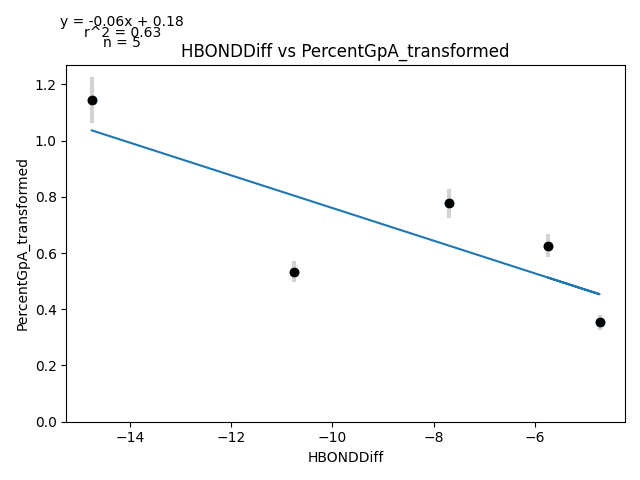 y = -0.06x + 0.18
r^2 = 0.63
n = 5
HBONDDiff vs PercentGpA_transformed
PercentGpA_transformed
1.2
1.0
0.8
0.6
0.4
0.2
0.0
−14
−12
−10
−8
−6
HBONDDiff